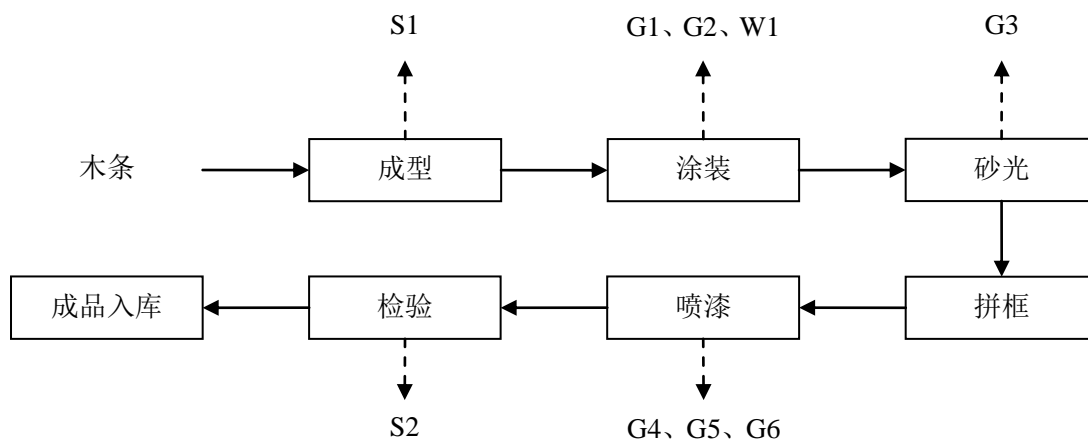 S1
G1、G2、W1
G3
木条
成型
涂装
砂光
成品入库
检验
喷漆
拼框
S2
G4、G5、G6